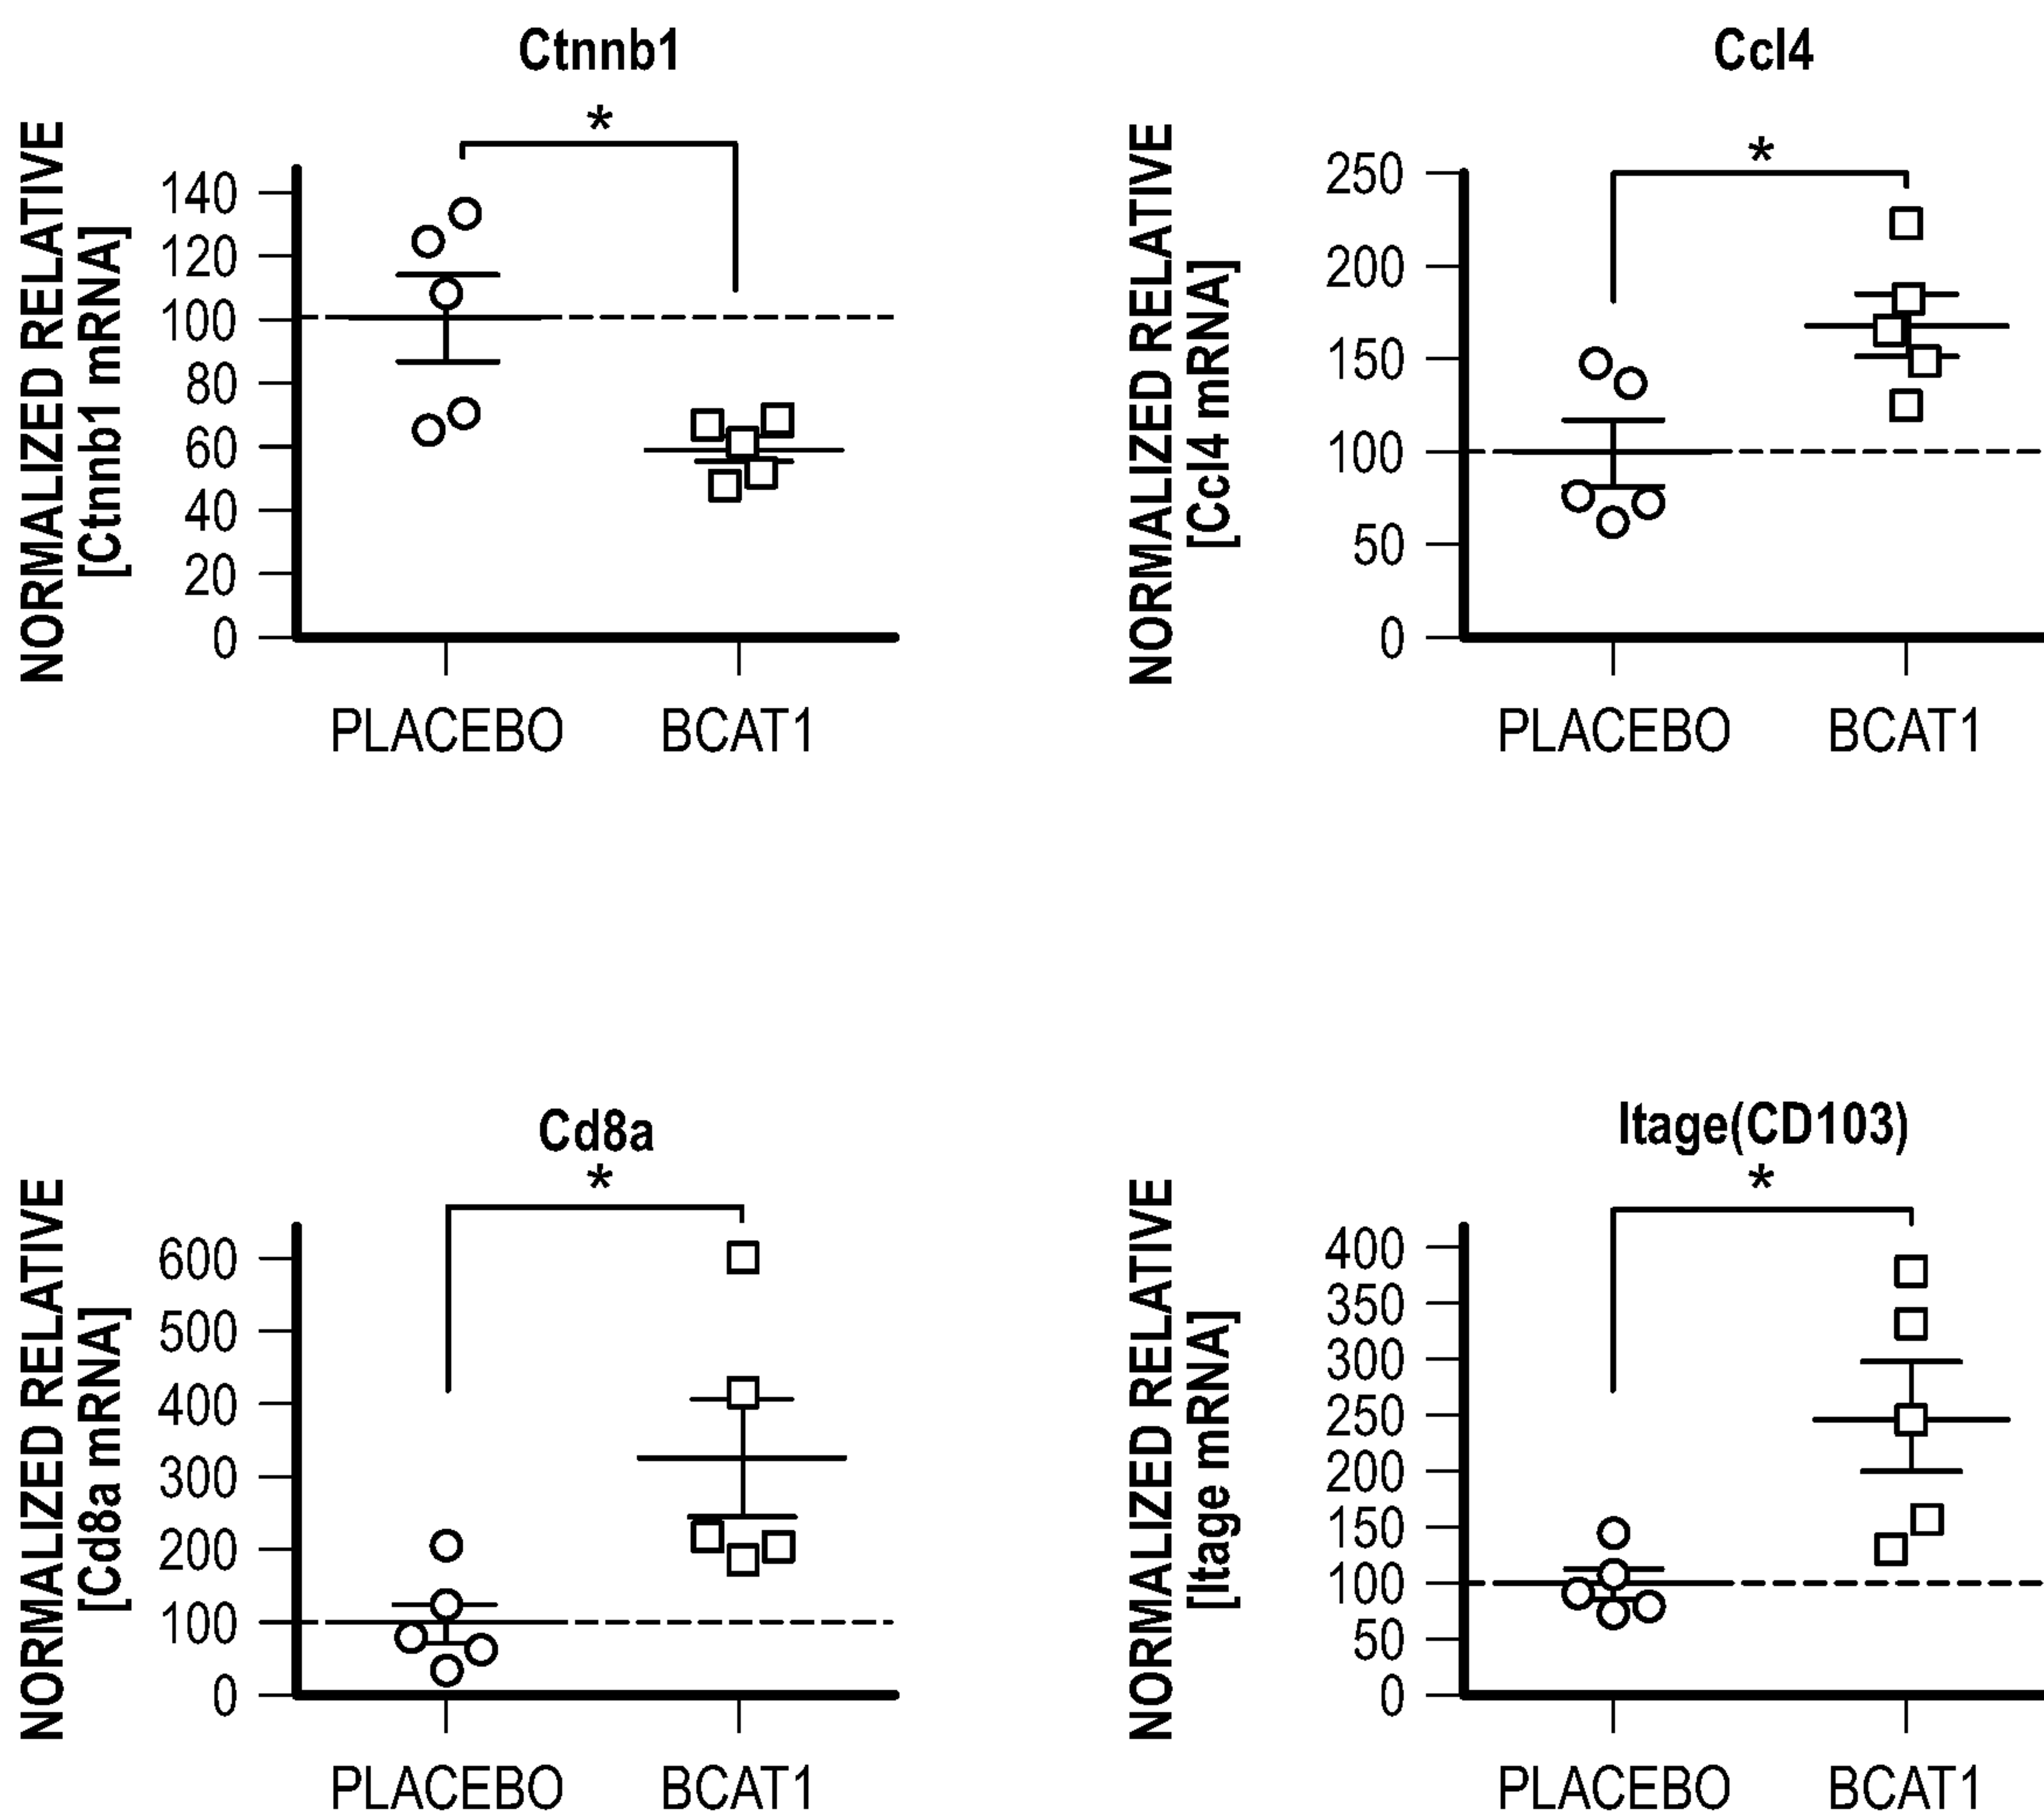 Ctnnb1
*
NORMALIZED RELATIVE
[Ctnnb1 mRNA]
140
120
100
80
60
40
20
0
PLACEBO BCAT1
Ccl4
*
NORMALIZED RELATIVE
[Ccl4 mRNA]
250
200
150
100
50
0
PLACEBO BCAT1
Cd8a
*
NORMALIZED RELATIVE
[Cd8a mRNA]
600
500
400
300
200
100
0
PLACEBO BCAT1
Itage(CD103)
*
NORMALIZED RELATIVE
[Itage mRNA]
400
350
300
250
200
150
100
50
0
PLACEBO BCAT1